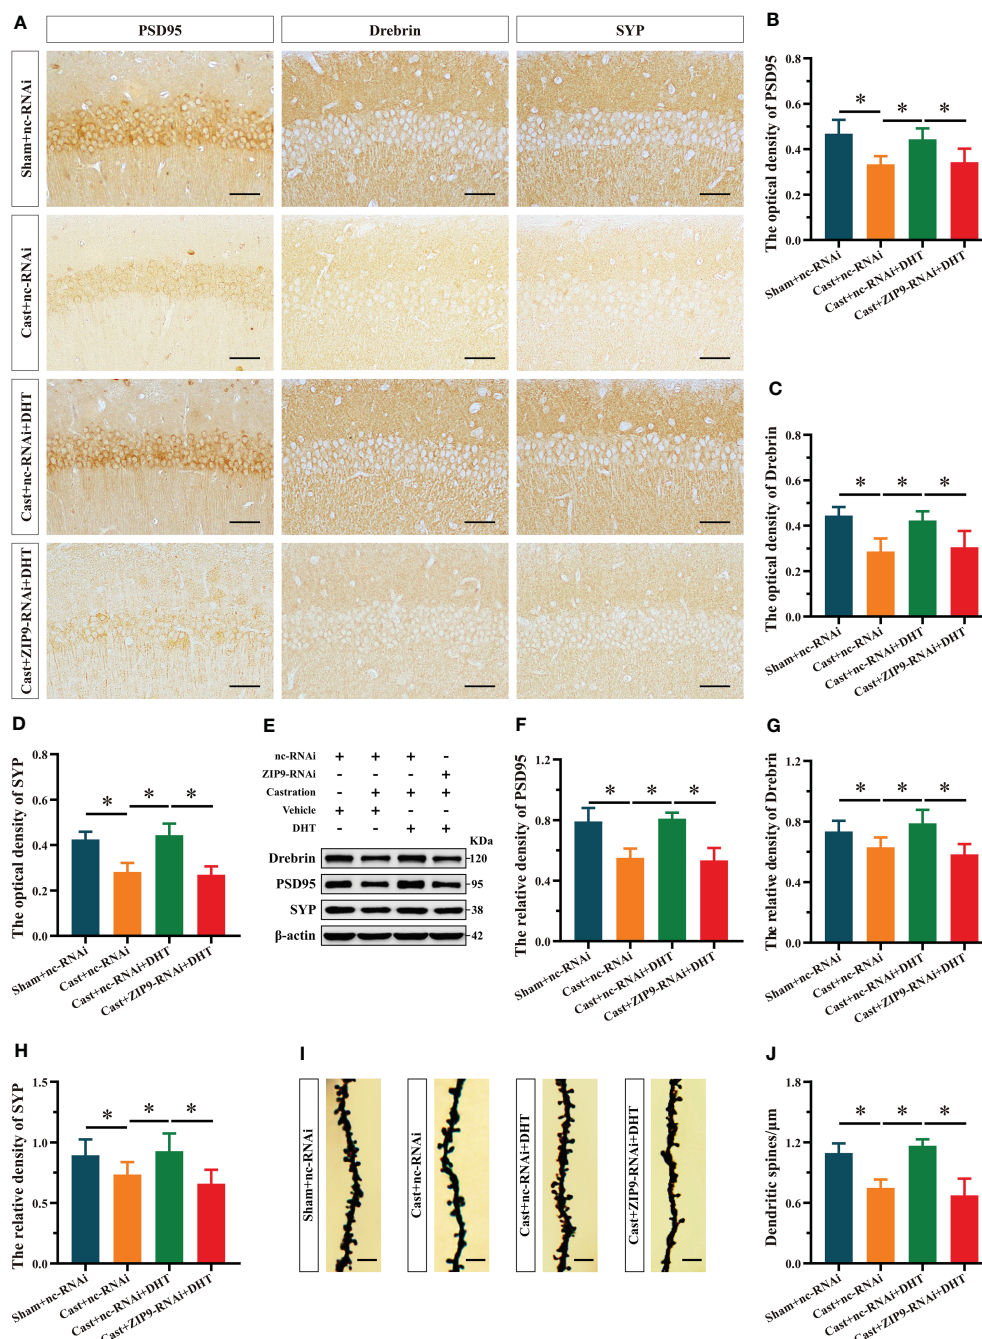 A
PSD95
Drebrin
SYP
Sham+nc-RNAi
Cast+nc-RNAi
Cast+nc-RNAi+DHT
Cast+ZIP9-RNAi+DHT
B
The optical density of PSD95
0.8
0.6
0.4
0.2
0.0
* * *
Sham+nc-RNAi
Cast+nc-RNAi
Cast+nc-RNAi+DHT
Cast+ZIP9-RNAi+DHT
C
The optical density of Drebrin
0.8
0.6
0.4
0.2
0.0
* * *
Sham+nc-RNAi
Cast+nc-RNAi
Cast+nc-RNAi+DHT
Cast+ZIP9-RNAi+DHT
D
The optical density of SYP
0.8
0.6
0.4
0.2
0.0
* * *
Sham+nc-RNAi
Cast+nc-RNAi
Cast+nc-RNAi+DHT
Cast+ZIP9-RNAi+DHT
E
nc-RNAi + + + -
ZIP9-RNAi - - - +
Castration - + + +
Vehicle + + - -
DHT - - + +
KDa
Drebrin -120
PSD95 -95
SYP -38
β-actin -42
F
The relative density of PSD95
1.2
0.8
0.4
0.0
* * *
Sham+nc-RNAi
Cast+nc-RNAi
Cast+nc-RNAi+DHT
Cast+ZIP9-RNAi+DHT
G
The relative density of Drebrin
1.2
0.9
0.6
0.3
0.0
* * *
Sham+nc-RNAi
Cast+nc-RNAi
Cast+nc-RNAi+DHT
Cast+ZIP9-RNAi+DHT
H
The relative density of SYP
1.5
1.0
0.5
0.0
* * *
Sham+nc-RNAi
Cast+nc-RNAi
Cast+nc-RNAi+DHT
Cast+ZIP9-RNAi+DHT
I
Sham+nc-RNAi
Cast+nc-RNAi
Cast+nc-RNAi+DHT
Cast+ZIP9-RNAi+DHT
J
Dendritic spines/μm
1.8
1.2
0.6
0.0
* * *
Sham+nc-RNAi
Cast+nc-RNAi
Cast+nc-RNAi+DHT
Cast+ZIP9-RNAi+DHT